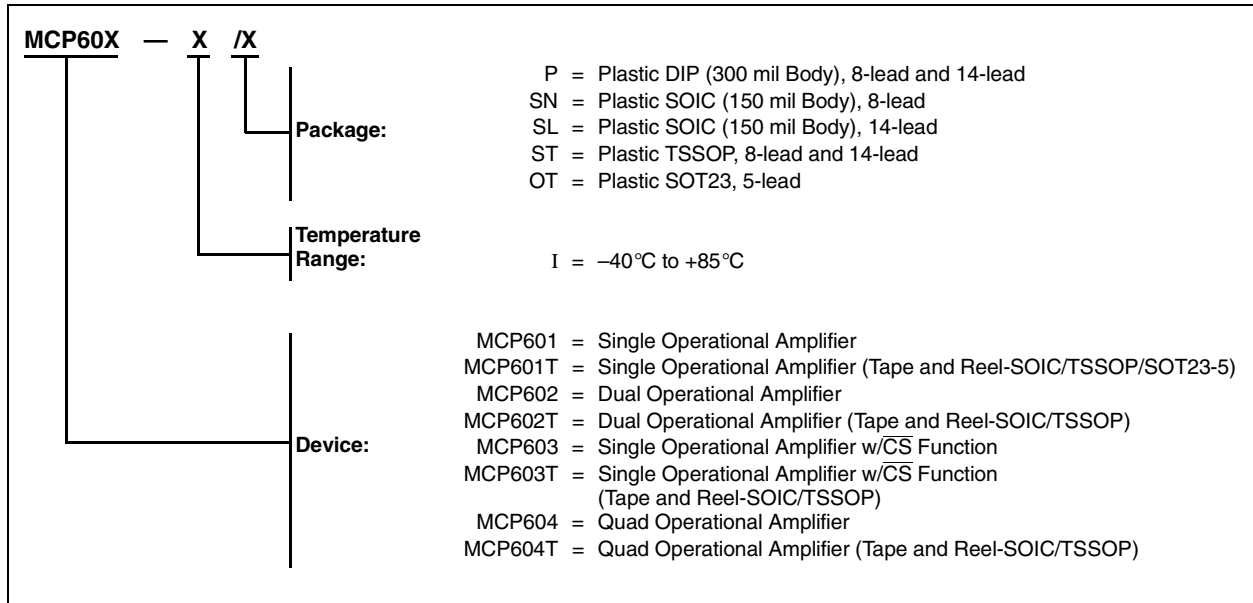 MCP60X — X /X
Package:
P = Plastic DIP (300 mil Body), 8-lead and 14-lead
SN = Plastic SOIC (150 mil Body), 8-lead
SL = Plastic SOIC (150 mil Body), 14-lead
ST = Plastic TSSOP, 8-lead and 14-lead
OT = Plastic SOT23, 5-lead
Temperature
Range:
I = –40°C to +85°C
Device:
MCP601 = Single Operational Amplifier
MCP601T = Single Operational Amplifier (Tape and Reel-SOIC/TSSOP/SOT23-5)
MCP602 = Dual Operational Amplifier
MCP602T = Dual Operational Amplifier (Tape and Reel-SOIC/TSSOP)
MCP603 = Single Operational Amplifier w/C̅S̅ Function
MCP603T = Single Operational Amplifier w/C̅S̅ Function
(Tape and Reel-SOIC/TSSOP)
MCP604 = Quad Operational Amplifier
MCP604T = Quad Operational Amplifier (Tape and Reel-SOIC/TSSOP)